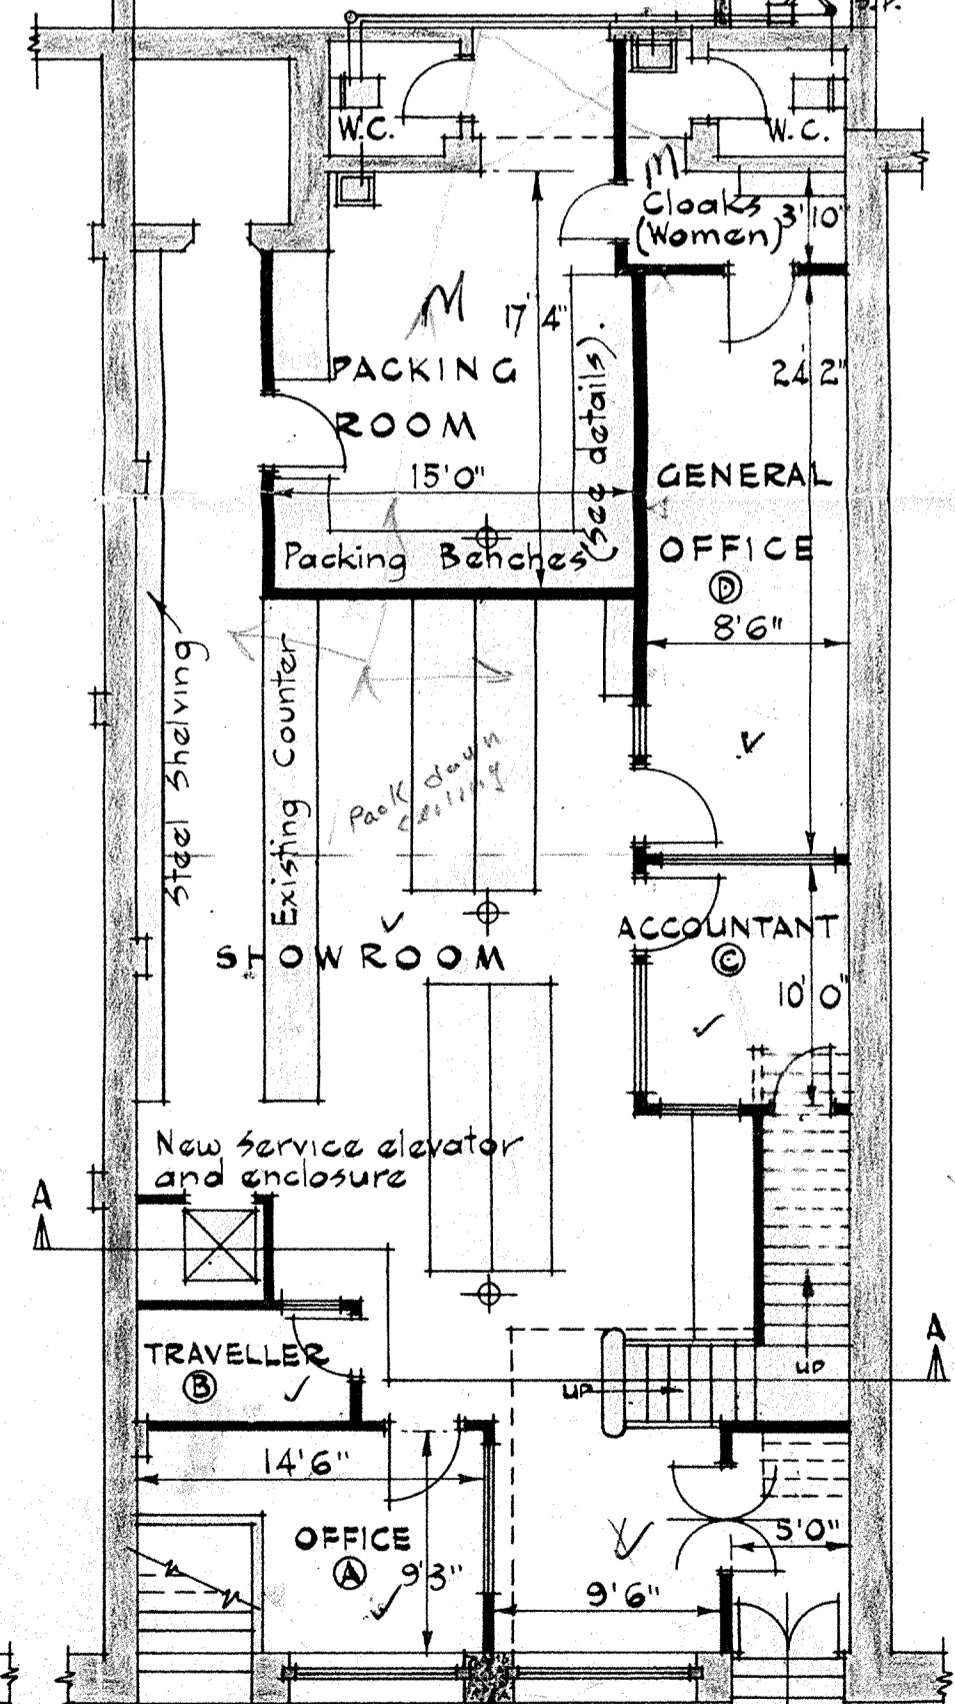 W.C.
W.C.
M
Cloaks
(Women)
3'10"
M
17'4"
PACKING
ROOM
15'0"
(See details).
Packing Benches
24'2"
GENERAL
OFFICE
D
8'6"
Steel Shelving
Existing Counter
Pack down
ceiling
SHOWROOM
ACCOUNTANT
C
10'0"
New Service elevator
and enclosure
A
A
TRAVELLER
B
UP
UP
14'6"
OFFICE
A
9'3"
9'6"
5'0"